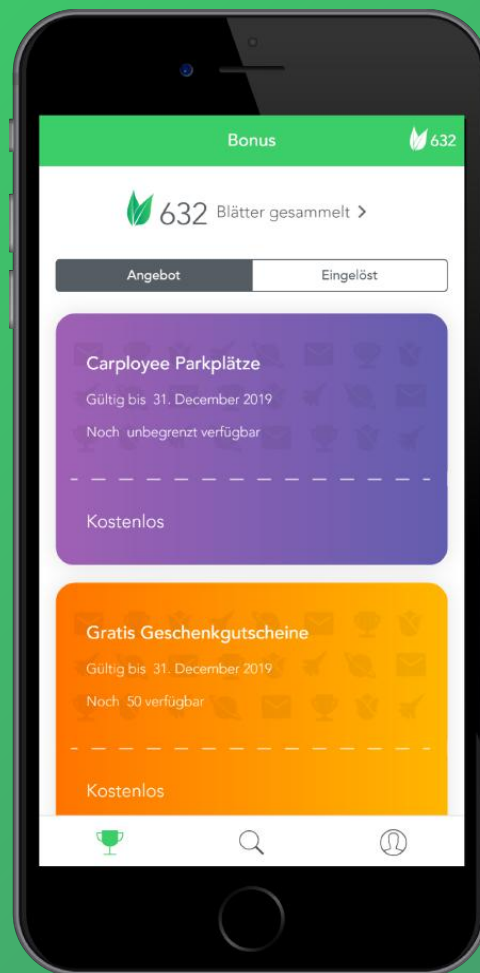 Bonus
632
632 Blätter gesammelt >
Angebot
Eingelöst
Carployee Parkplätze
Gültig bis 31. December 2019
Noch unbegrenzt verfügbar
Kostenlos
Gratis Geschenkgutscheine
Gültig bis 31. December 2019
Noch 50 verfügbar
Kostenlos